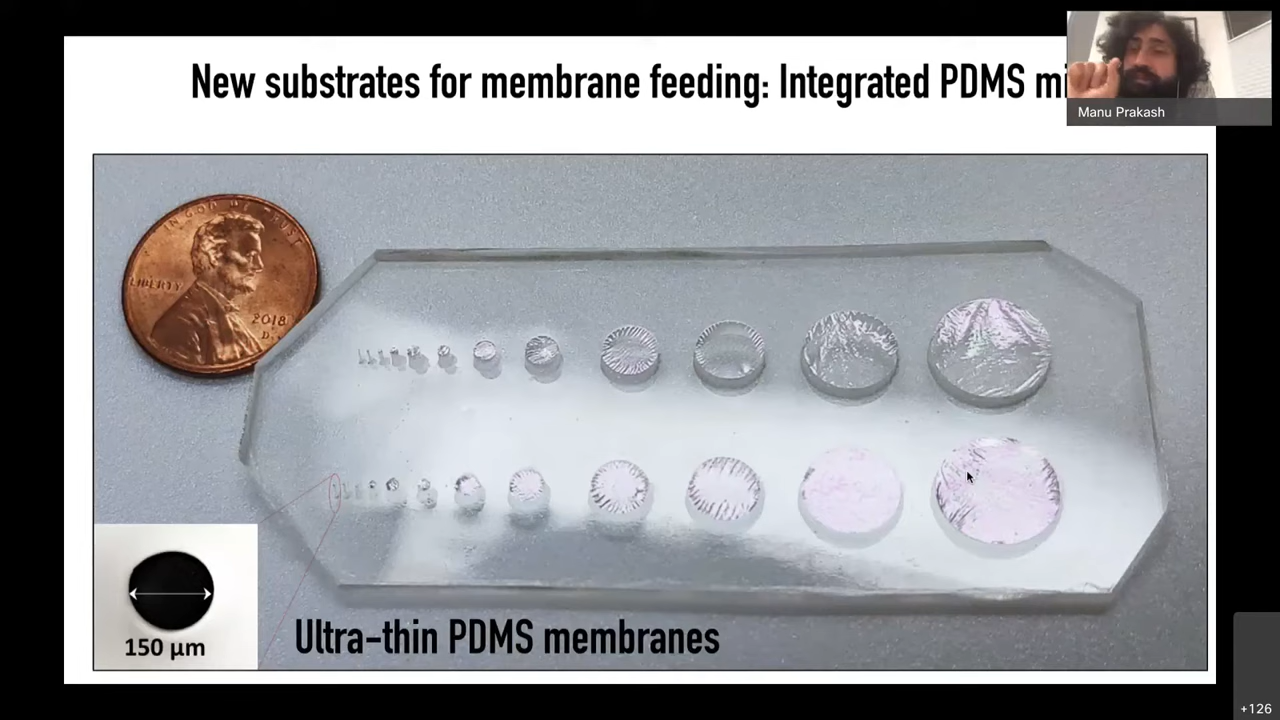 New substrates for membrane feeding: Integrated PDMS mi
Manu Prakash
IN GOD WE TRUST
LIBERTY
2018
D
150 µm
Ultra-thin PDMS membranes
+126